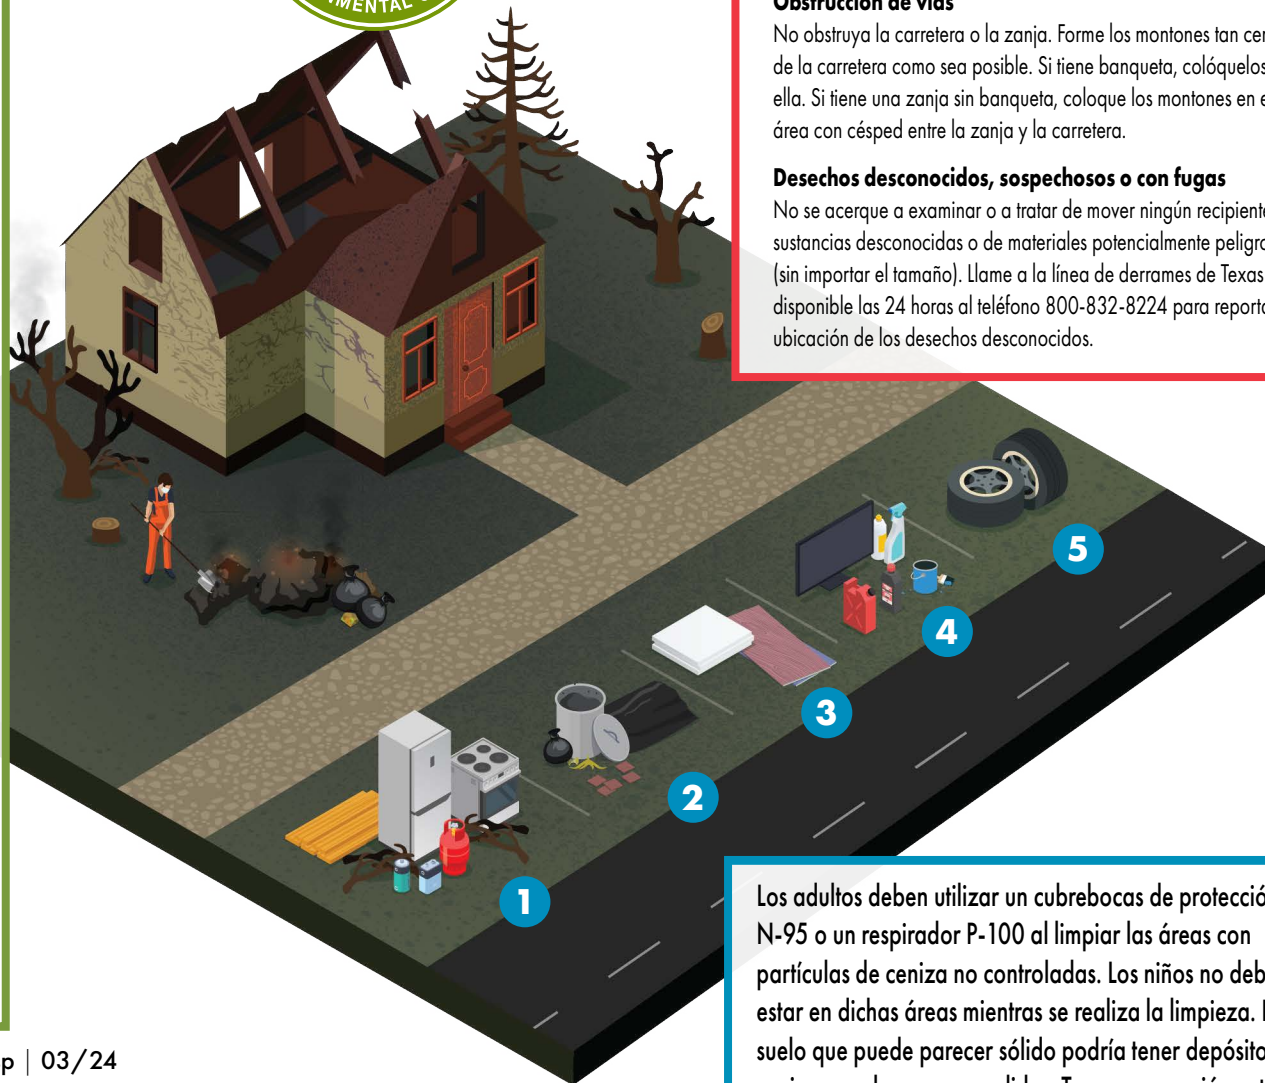 NMENTAL
Obstrucción de vías
No obstruya la carretera o la zanja. Forme los montones tan
de la carretera como sea posible. Si tiene banqueta, colóquelos
ella. Si tiene una zanja sin banqueta, coloque los montones en
área con césped entre la zanja y la carretera.
Desechos desconocidos, sospechosos o con fugas
No se acerque a examinar o a tratar de mover ningún recipiente
sustancias desconocidas o de materiales potencialmente
(sin importar el tamaño). Llame a la línea de derrames de Texas
disponible las 24 horas al teléfono 800-832-8224 para
ubicación de los desechos desconocidos.
5
4
3
2
1
Los adultos deben utilizar un cubrebocas de
N-95 o un respirador P-100 al limpiar las áreas con
partículas de ceniza no controladas. Los niños no
estar en dichas áreas mientras se realiza la limpieza.
suelo que puede parecer sólido podría tener
p | 03/24